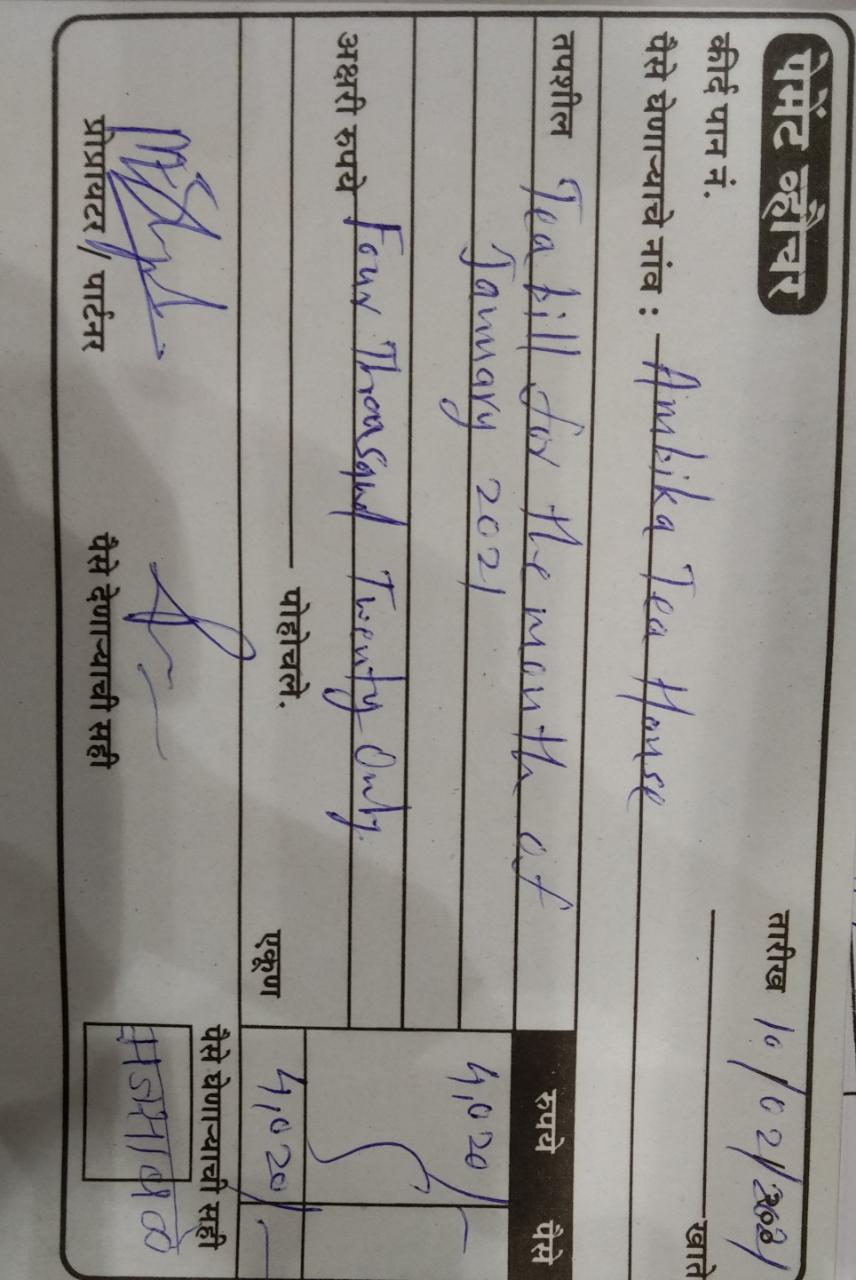 पेमेंट व्हौचर
तारीख 10/02/2021
कीर्द पान नं. खाते
पैसे घेणाऱ्याचे नांव : Ambika Tea House
रुपये पैसे
तपशील Tea bill for the month of 4,020/-
January 2021
अक्षरी रुपये Four Thousand Twenty Only.
पोहोचले. एकूण 4,020/-
प्रोप्रायटर / पार्टनर पैसे देणाऱ्याची सही पैसे घेणाऱ्याची सही